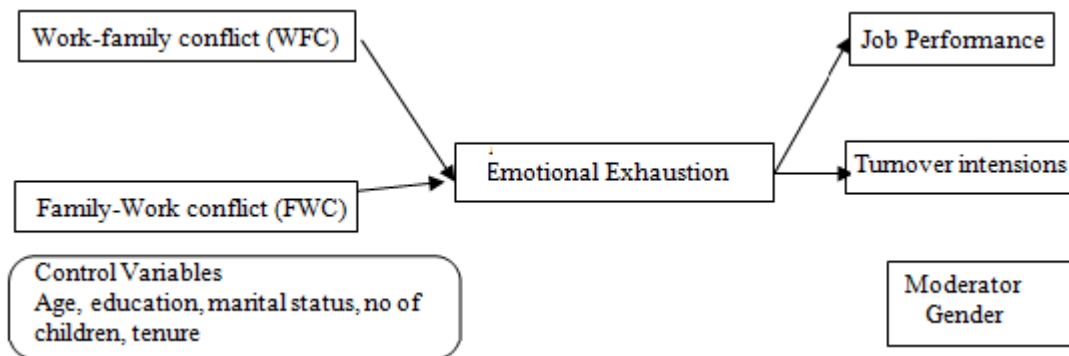 Work-family conflict (WFC)
Job Performance
Emotional Exhaustion
Turnover intensions
Family-Work conflict (FWC)
Control Variables
Age, education, marital status, no of
children, tenure
Moderator
Gender